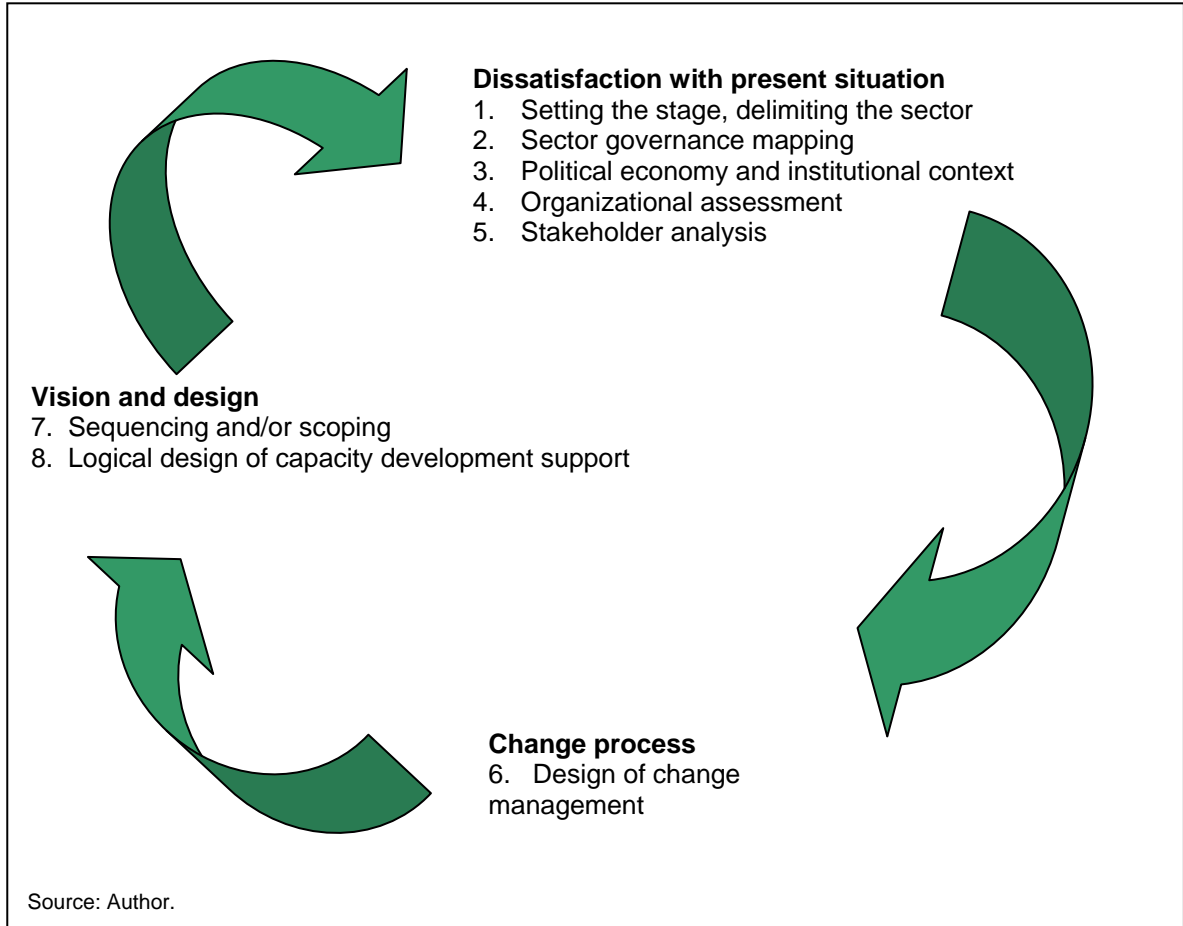 Dissatisfaction with present situation
1. Setting the stage, delimiting the sector
2. Sector governance mapping
3. Political economy and institutional context
4. Organizational assessment
5. Stakeholder analysis
Vision and design
7. Sequencing and/or scoping
8. Logical design of capacity development support
Change process
6. Design of change
management
Source: Author.